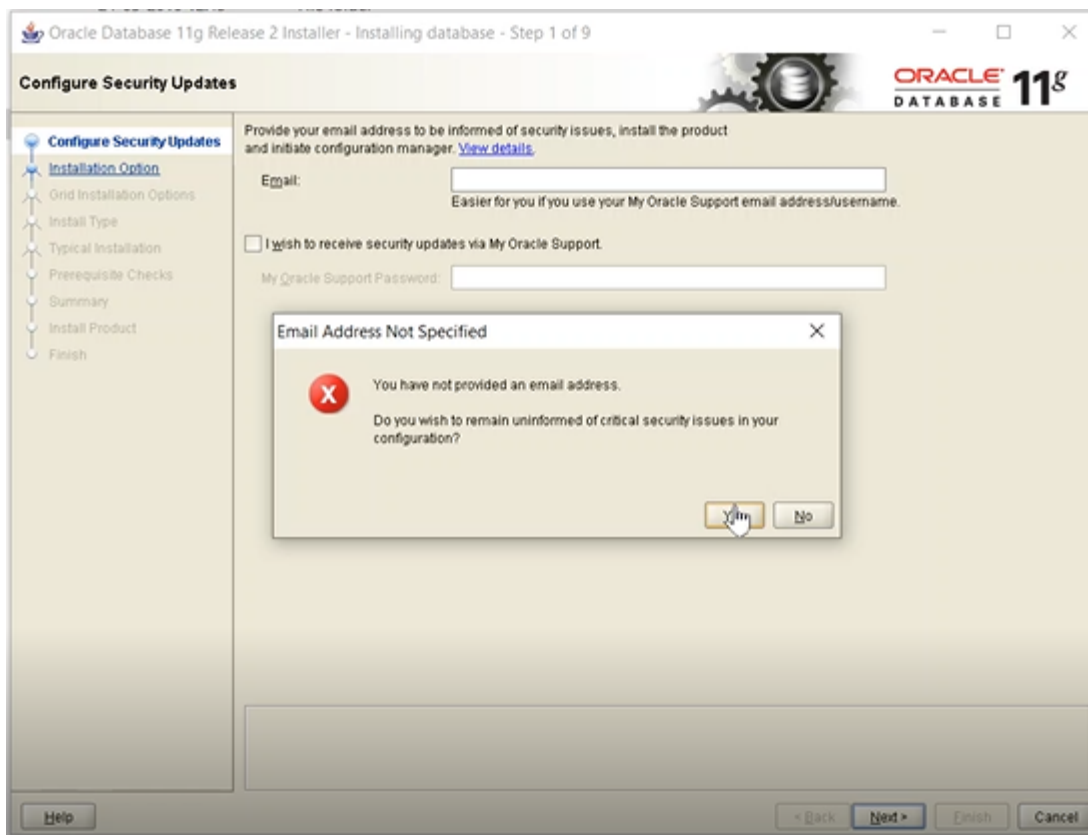 Oracle Database 11g Release 2 Installer - Installing database - Step 1 of 9
Configure Security Updates
ORACLE
DATABASE
11g
Configure Security Updates
Installation Option
Grid Installation Options
Install Type
Typical Installation
Prerequisite Checks
Summary
Install Product
Finish
Provide your email address to be informed of security issues, install the product
and initiate configuration manager. View details.
Email:
Easier for you if you use your My Oracle Support email address/username.
I wish to receive security updates via My Oracle Support.
My Oracle Support Password:
Email Address Not Specified
You have not provided an email address.
Do you wish to remain uninformed of critical security issues in your
configuration?
No
Help
< Back
Next >
Finish
Cancel